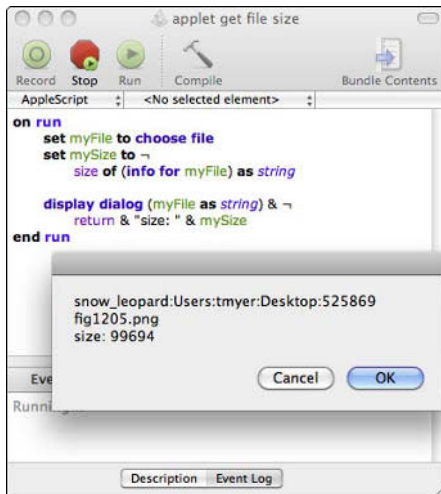 applet get file size
Record Stop Run Compile Bundle Contents
AppleScript <No selected element>
on run
set myFile to choose file
set mySize to ¬
size of (info for myFile) as string
display dialog (myFile as string) & ¬
return & "size: " & mySize
end run
snow_leopard:Users:tmyer:Desktop:525869
fig1205.png
size: 99694
Cancel OK
Eve
Runni
Description Event Log